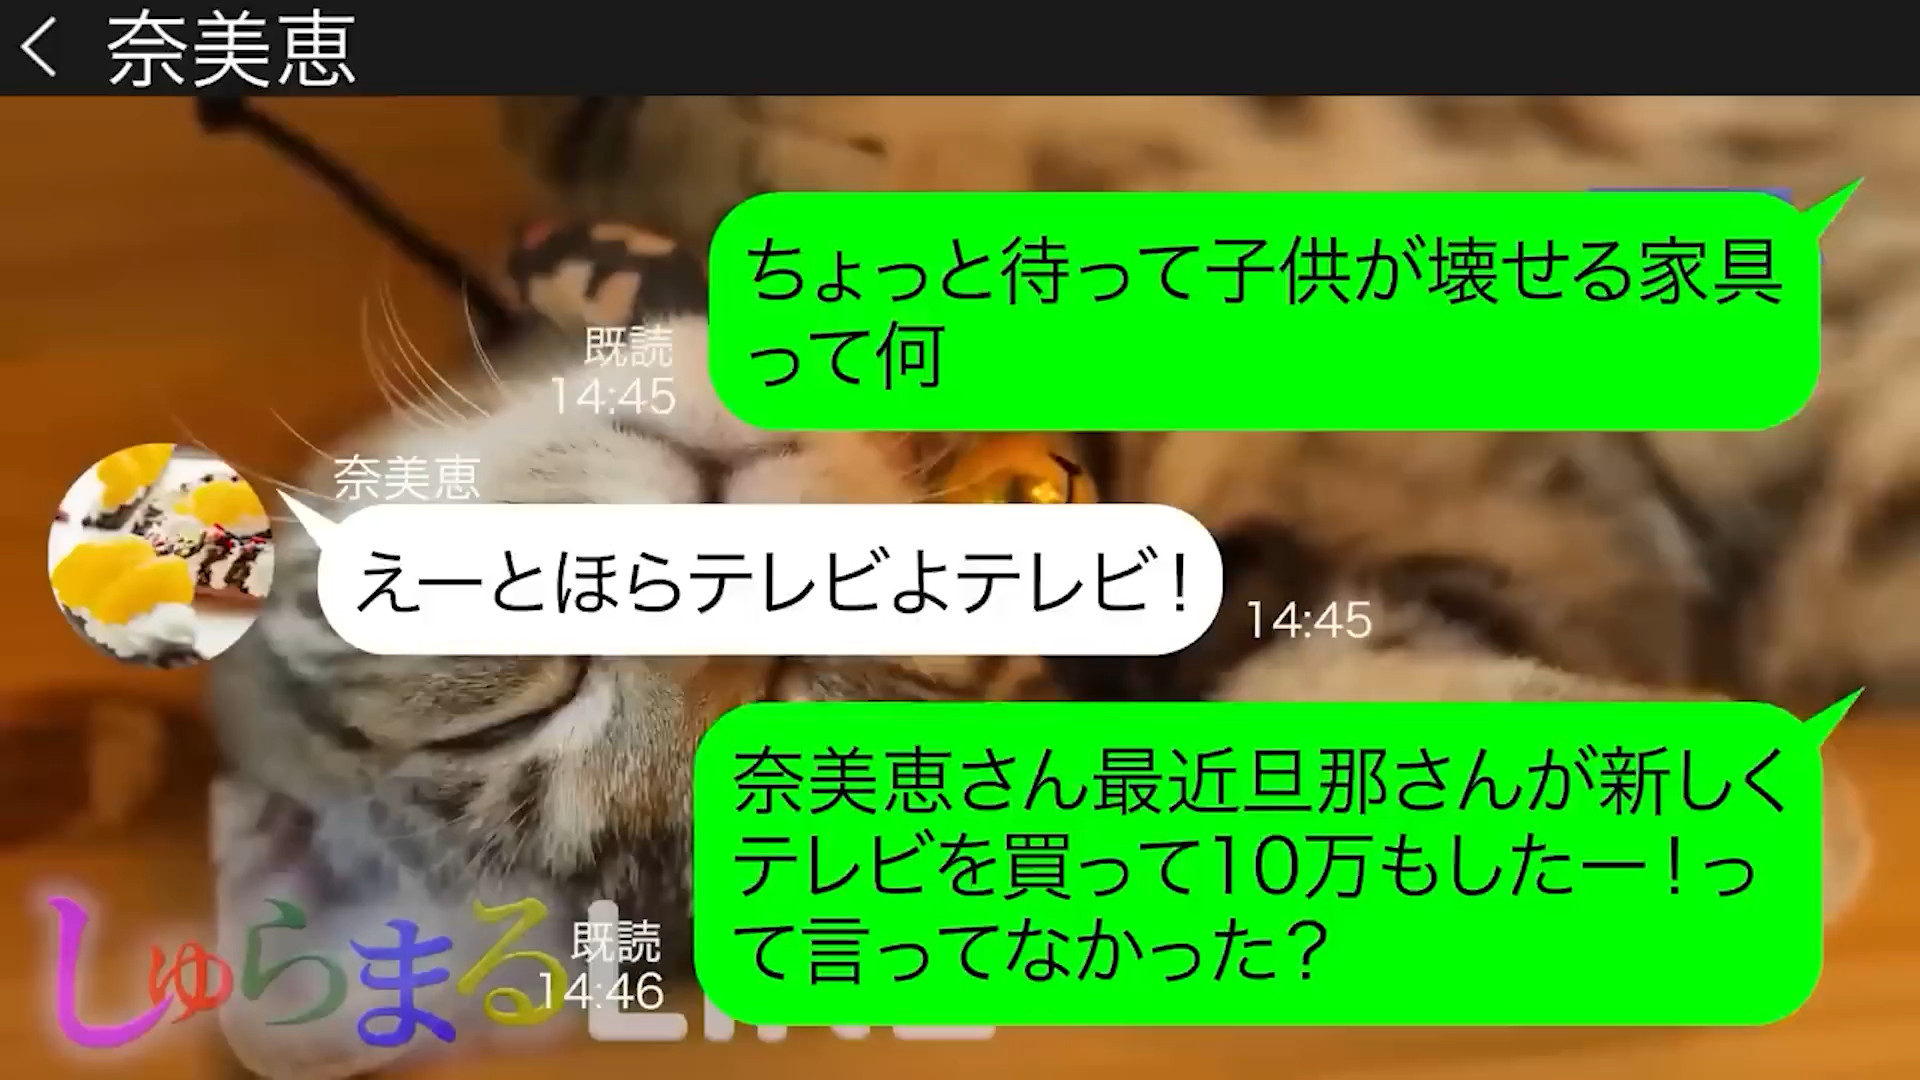 奈美恵
ちょっと待って子供が壊せる家具
って何
既読
14:45
奈美恵
えーとほらテレビよテレビ！
14:45
奈美恵さん最近旦那さんが新しく
テレビを買って10万もしたー！っ
て言ってなかった？
既読
14:46
しゅらまるLINE